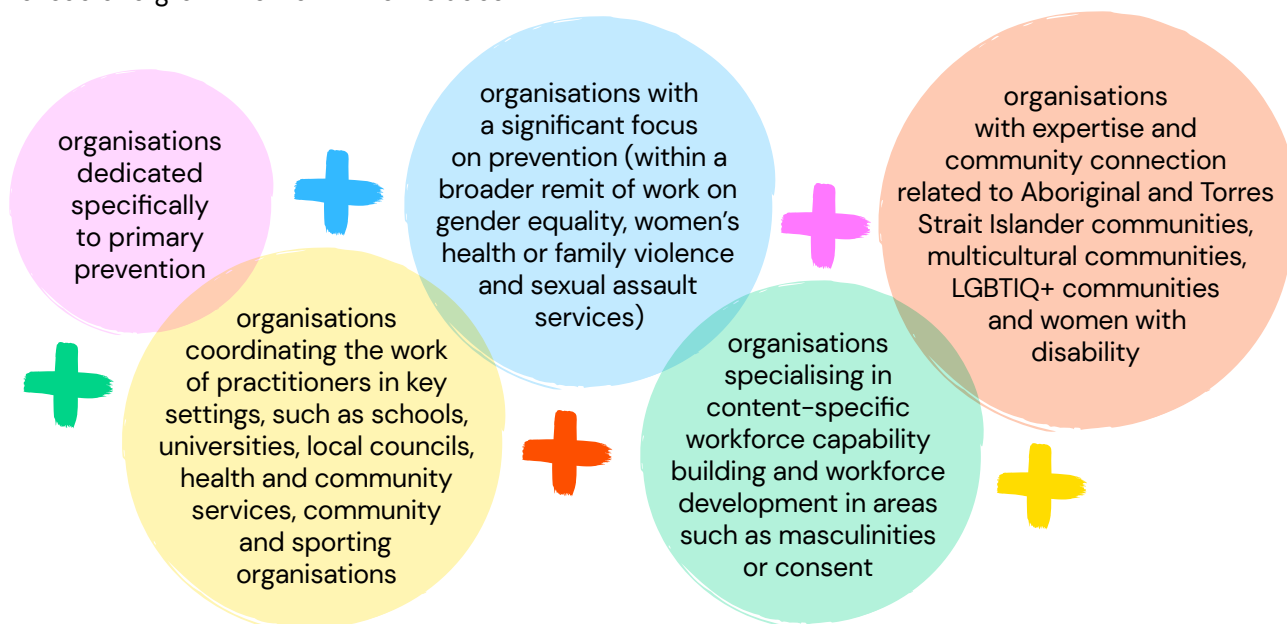 organisations
dedicated
specifically
to primary
prevention
organisations
coordinating the work
of practitioners in key
settings, such as schools,
universities, local councils,
health and community
services, community
and sporting
organisations
organisations with
a significant focus
on prevention (within a
broader remit of work on
gender equality, women’s
health or family violence
and sexual assault
services)
organisations
specialising in
content-specific
workforce capability
building and workforce
development in areas
such as masculinities
or consent
organisations
with expertise and
community connection
related to Aboriginal and Torres
Strait Islander communities,
multicultural communities,
LGBTIQ+ communities
and women with
disability